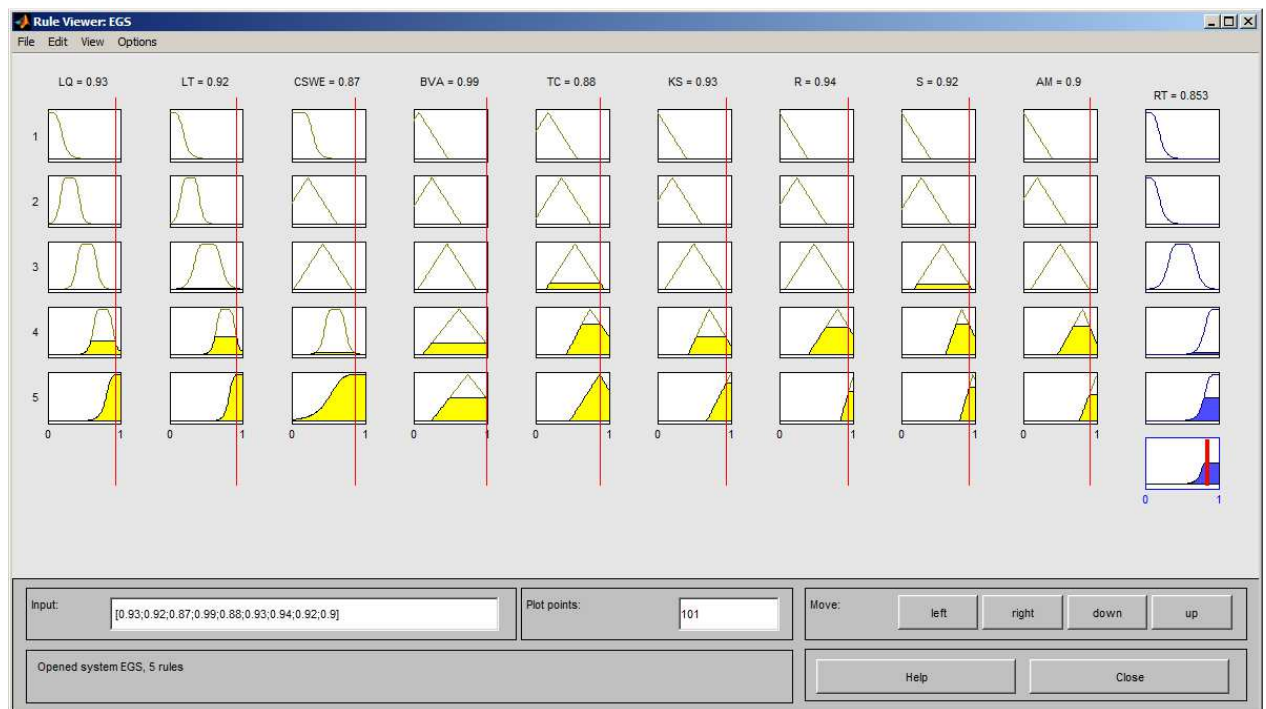 Rule Viewer: EGS
File Edit View Options
LQ = 0.93 LT = 0.92 CSWE = 0.87 BVA = 0.99 TC = 0.88 KS = 0.93 R = 0.94 S = 0.92 AM = 0.9
RT = 0.853
1
2
3
4
5
0 1 0 1 0 1 0 1 0 1 0 1 0 1 0 1 0 1
0 1
Input: [0.93;0.92;0.87;0.99;0.88;0.93;0.94;0.92;0.9] Plot points: 101 Move: left right down up
Opened system EGS, 5 rules Help Close